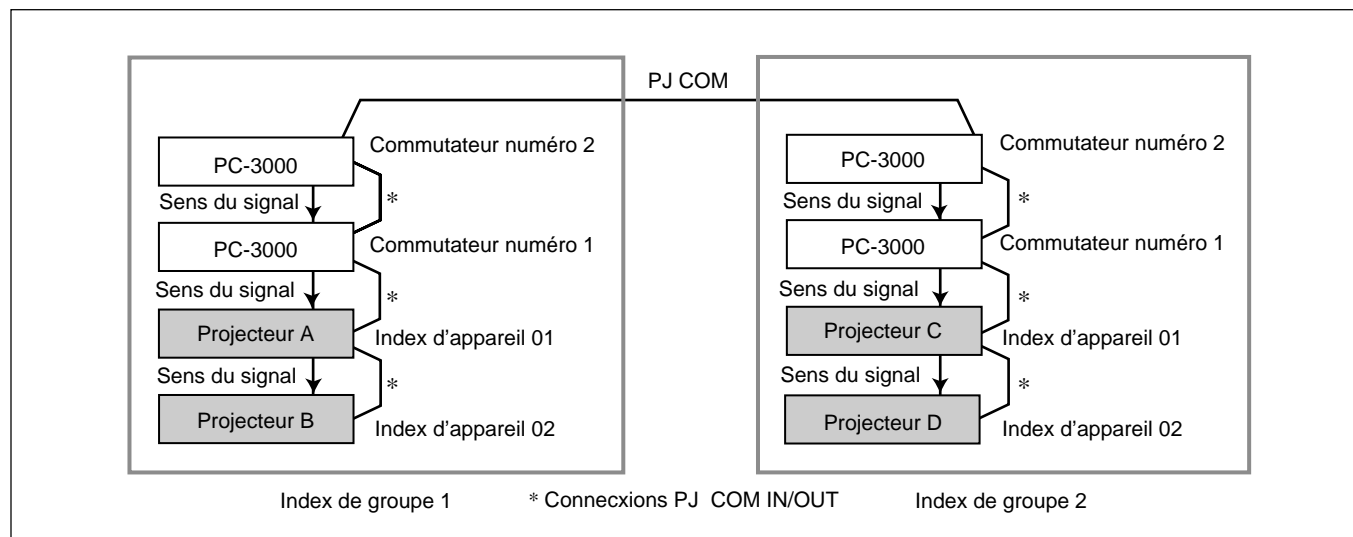 PJ COM
PC-3000
Commutateur numéro 2
Sens du signal
*
PC-3000
Commutateur numéro 1
Sens du signal
*
Projecteur A
Index d’appareil 01
Sens du signal
*
Projecteur B
Index d’appareil 02
PC-3000
Commutateur numéro 2
Sens du signal
*
PC-3000
Commutateur numéro 1
Sens du signal
*
Projecteur C
Index d’appareil 01
Sens du signal
*
Projecteur D
Index d’appareil 02
Index de groupe 1
* Connecxions PJ COM IN/OUT
Index de groupe 2